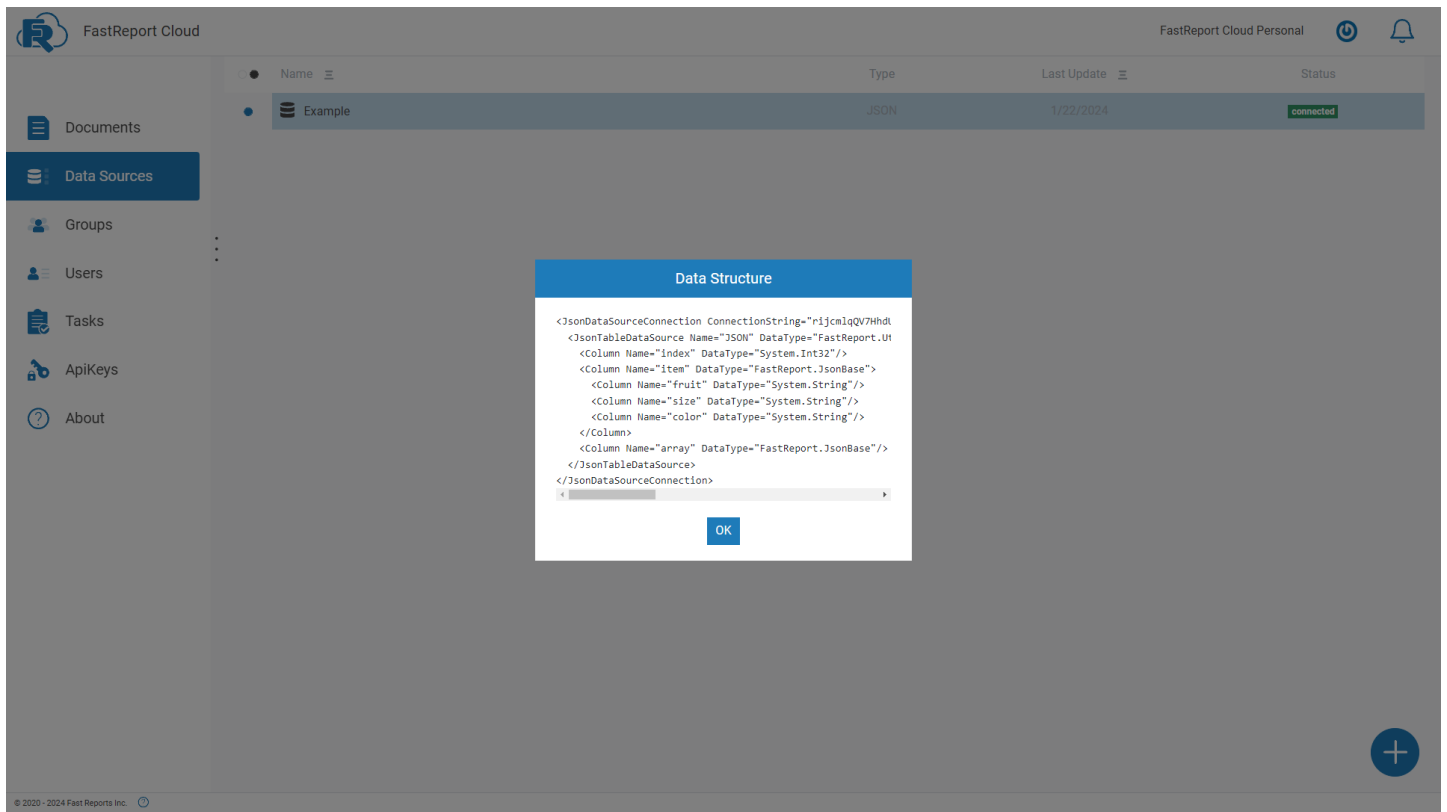 FastReport Cloud
FastReport Cloud Personal
Name Type Last Update Status
Example JSON 1/22/2024 connected
Documents
Data Sources
Groups
Users
Tasks
ApiKeys
About
Data Structure
<JsonDataSourceConnection ConnectionString="rijcmlqQV7Hhd
<JsonTableDataSource Name="JSON" DataType="FastReport.Ut
<Column Name="index" DataType="System.Int32"/>
<Column Name="item" DataType="FastReport.JsonBase">
<Column Name="fruit" DataType="System.String"/>
<Column Name="size" DataType="System.String"/>
<Column Name="color" DataType="System.String"/>
</Column>
<Column Name="array" DataType="FastReport.JsonBase"/>
</JsonTableDataSource>
</JsonDataSourceConnection>
OK
© 2020 - 2024 Fast Reports Inc.